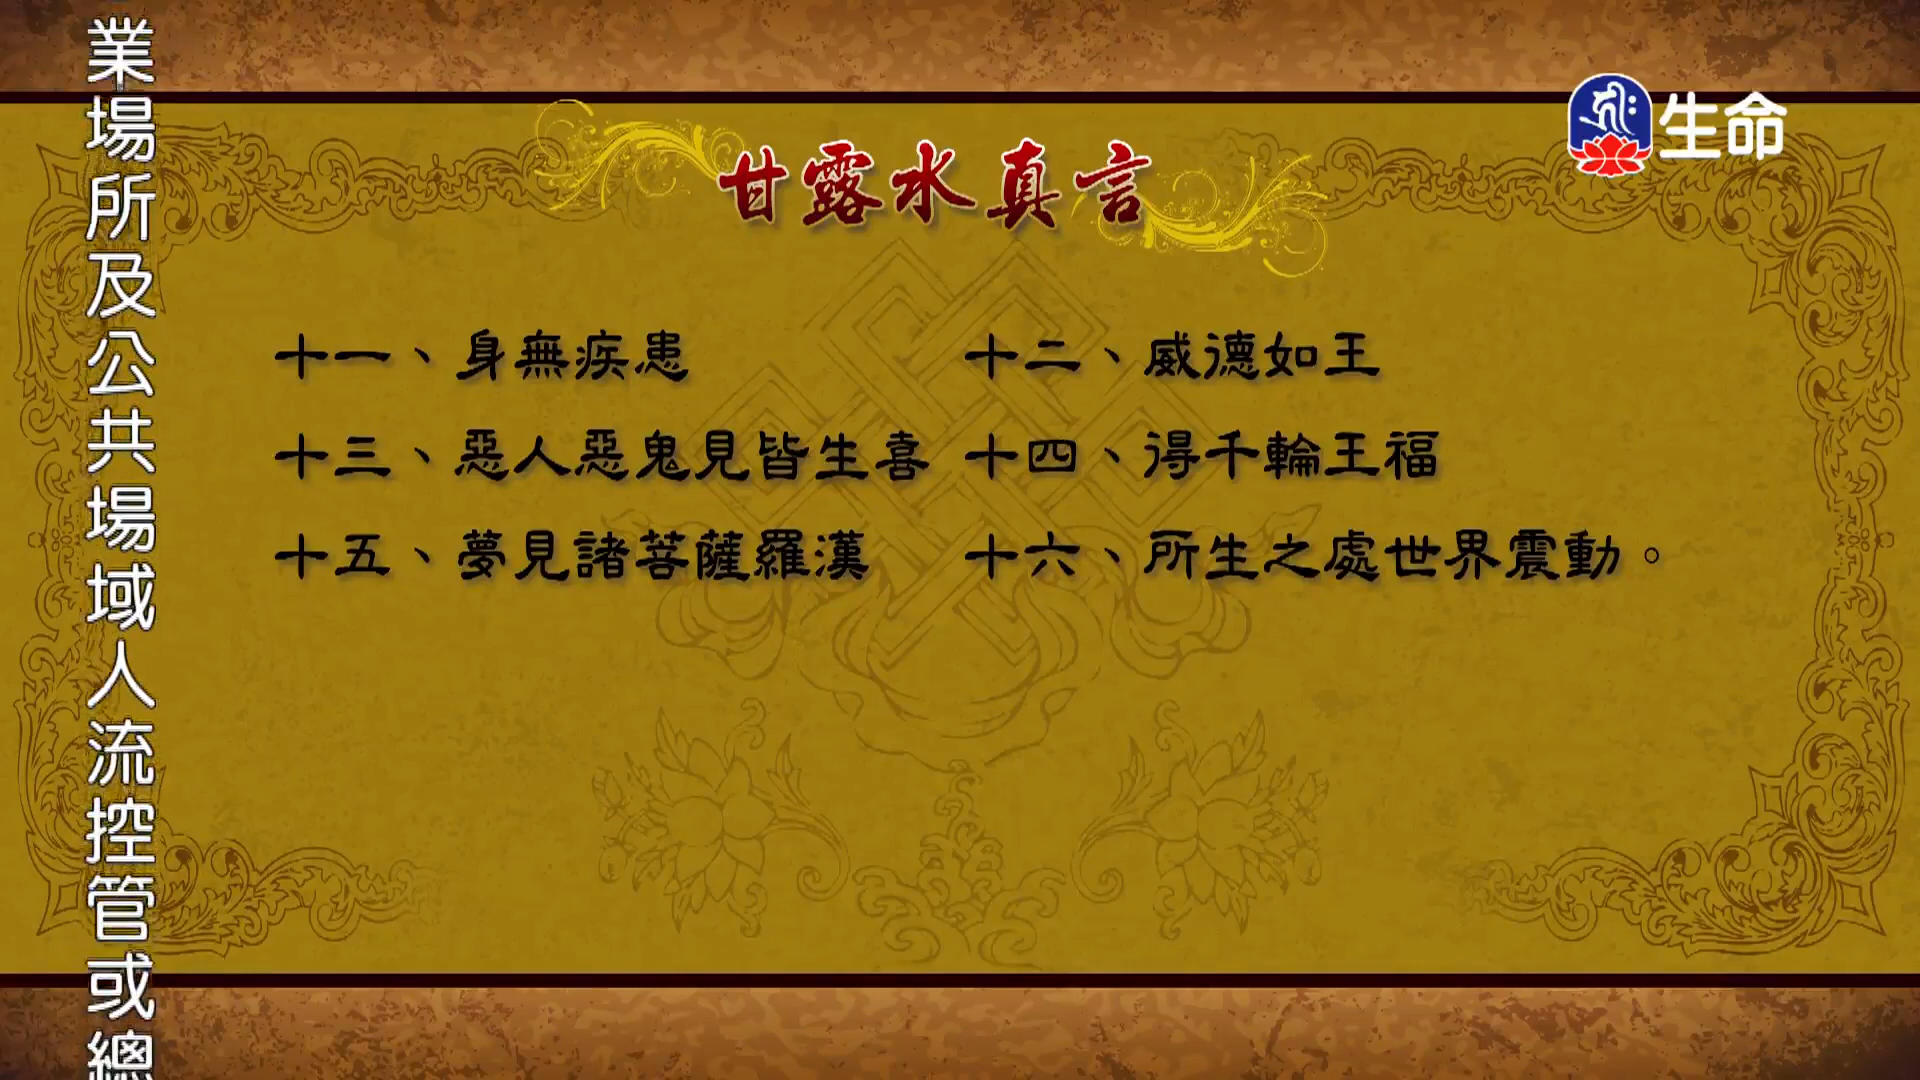 甘露水真言
生命
十一、身無疾患
十二、威德如王
十三、惡人惡鬼見皆生喜
十四、得千輪王福
十五、夢見諸菩薩羅漢
十六、所生之處世界震動。
業場所及公共場域人流控管或總